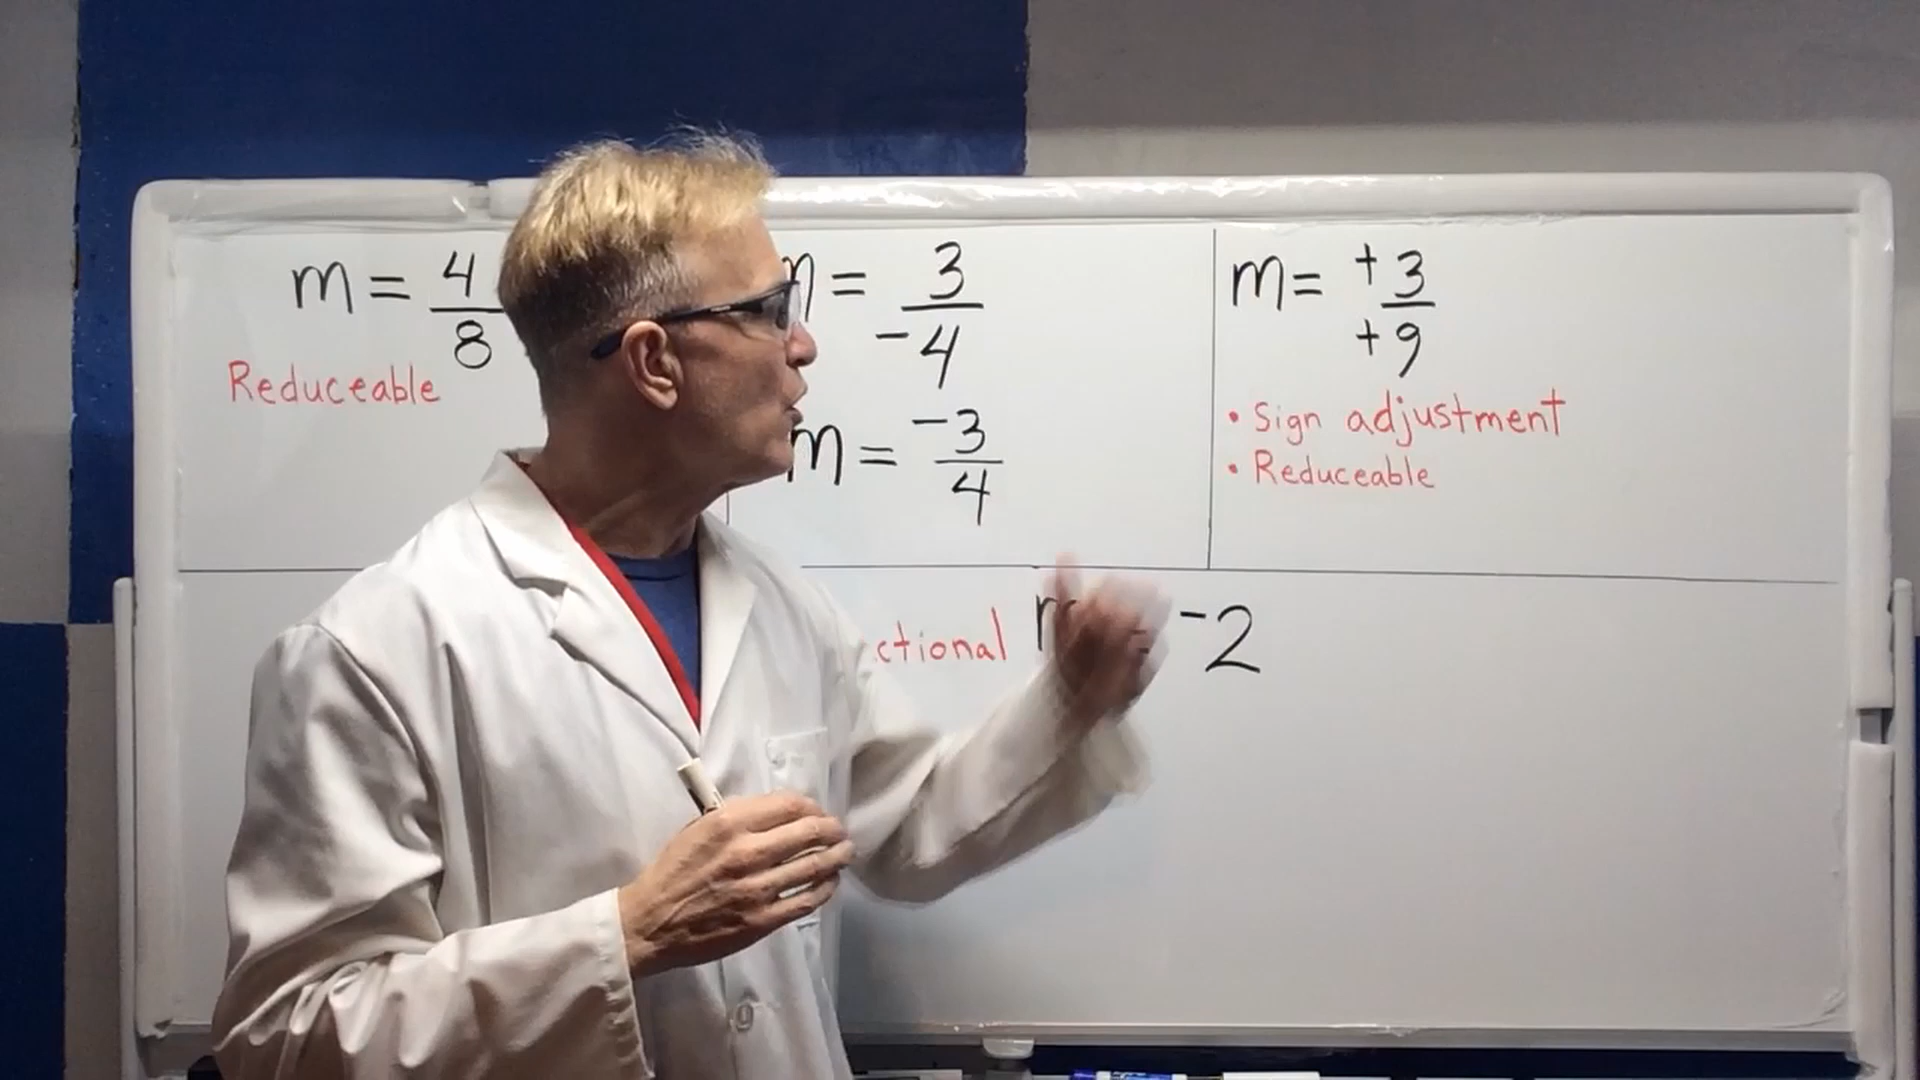 m = 4/8
Reduceable
m = 3/-4
m = -3/4
m = +3/+9
• Sign adjustment
• Reduceable
ctional
-2